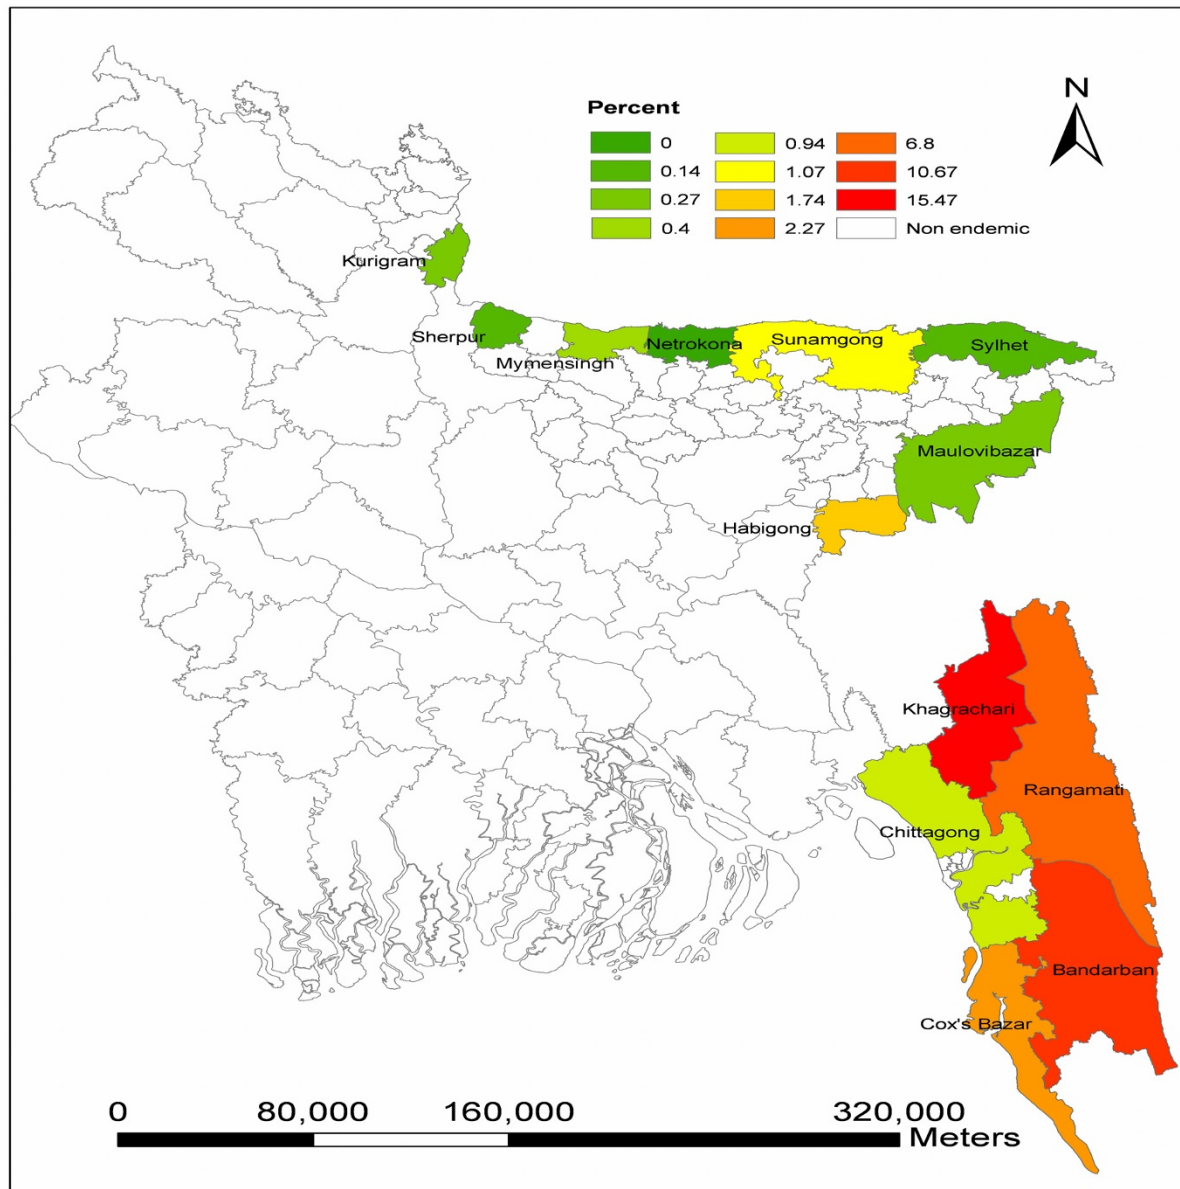 N
Percent
0
0.14
0.27
0.4
0.94
1.07
1.74
2.27
6.8
10.67
15.47
Non endemic
Kurigram
Sherpur
Mymensingh
Netrokona
Sunamgong
Sylhet
Maulovibazar
Habigong
Khagrachari
Rangamati
Chittagong
Bandarban
Cox's Bazar
0 80,000 160,000 320,000
Meters